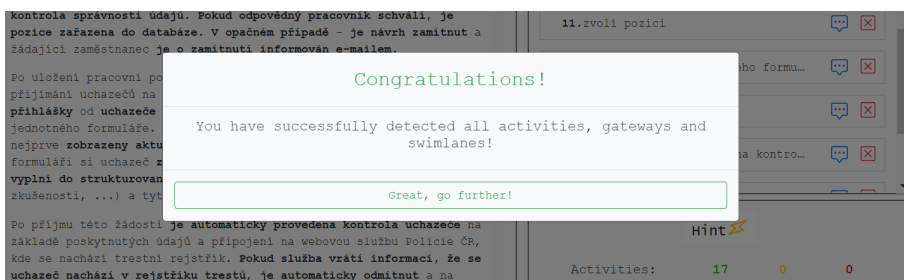 kontrola správnosti údajů. Pokud odpovědný pracovník schválí, je
pozice zařazena do databáze. V opačném případě - je návrh zamítnut a
žádající zaměstnanec je o zamítnutí informován e-mailem.
Po uložení pracovní po
přijímání uchazečů na
přihlášky od uchazeče
jednotného formuláře.
nejprve zobrazeny aktu
formuláři si uchazeč z
vyplní do strukturovan
zkušeností, ...) a tyt
Po příjmu této žádosti je automaticky provedena kontrola uchazeče na
základě poskytnutých údajů a připojení na webovou službu Policie ČR,
kde se nachází trestní rejstřík. Pokud služba vrátí informaci, že se
uchazeč nachází v rejstříku trestů, je automaticky odmítnut a na
Congratulations!
You have successfully detected all activities, gateways and
swimlanes!
Great, go further!
11.zvolí pozici
ho formu…
na kontro…
Hint
Activities: 17 0 0